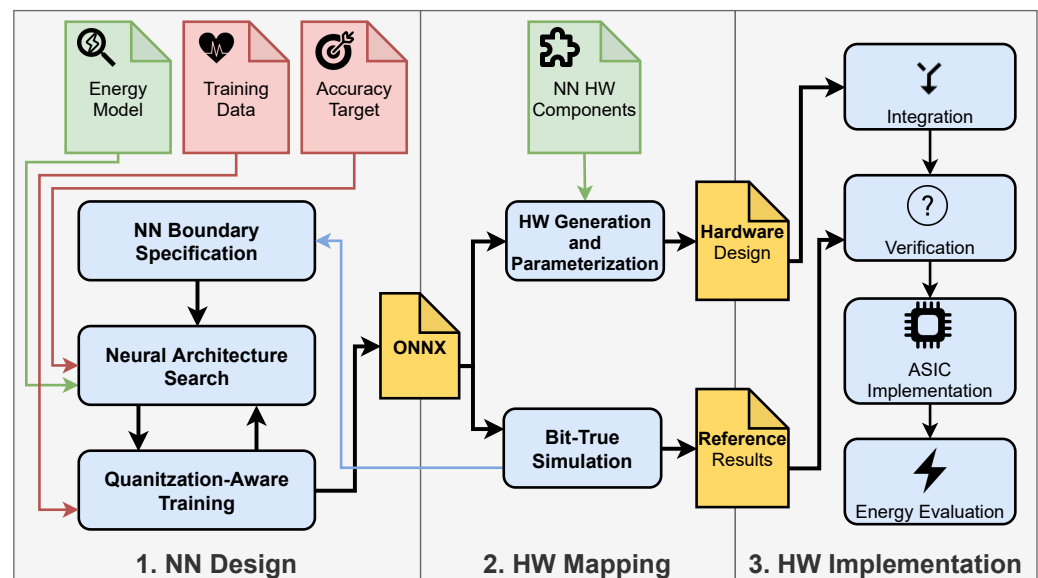 Energy
Model
Training
Data
Accuracy
Target
NN Boundary
Specification
Neural Architecture
Search
Quanitzation-Aware
Training
1. NN Design
ONNX
NN HW
Components
HW Generation
and
Parameterization
Hardware
Design
Bit-True
Simulation
Reference
Results
2. HW Mapping
Integration
?
Verification
ASIC
Implementation
Energy Evaluation
3. HW Implementation